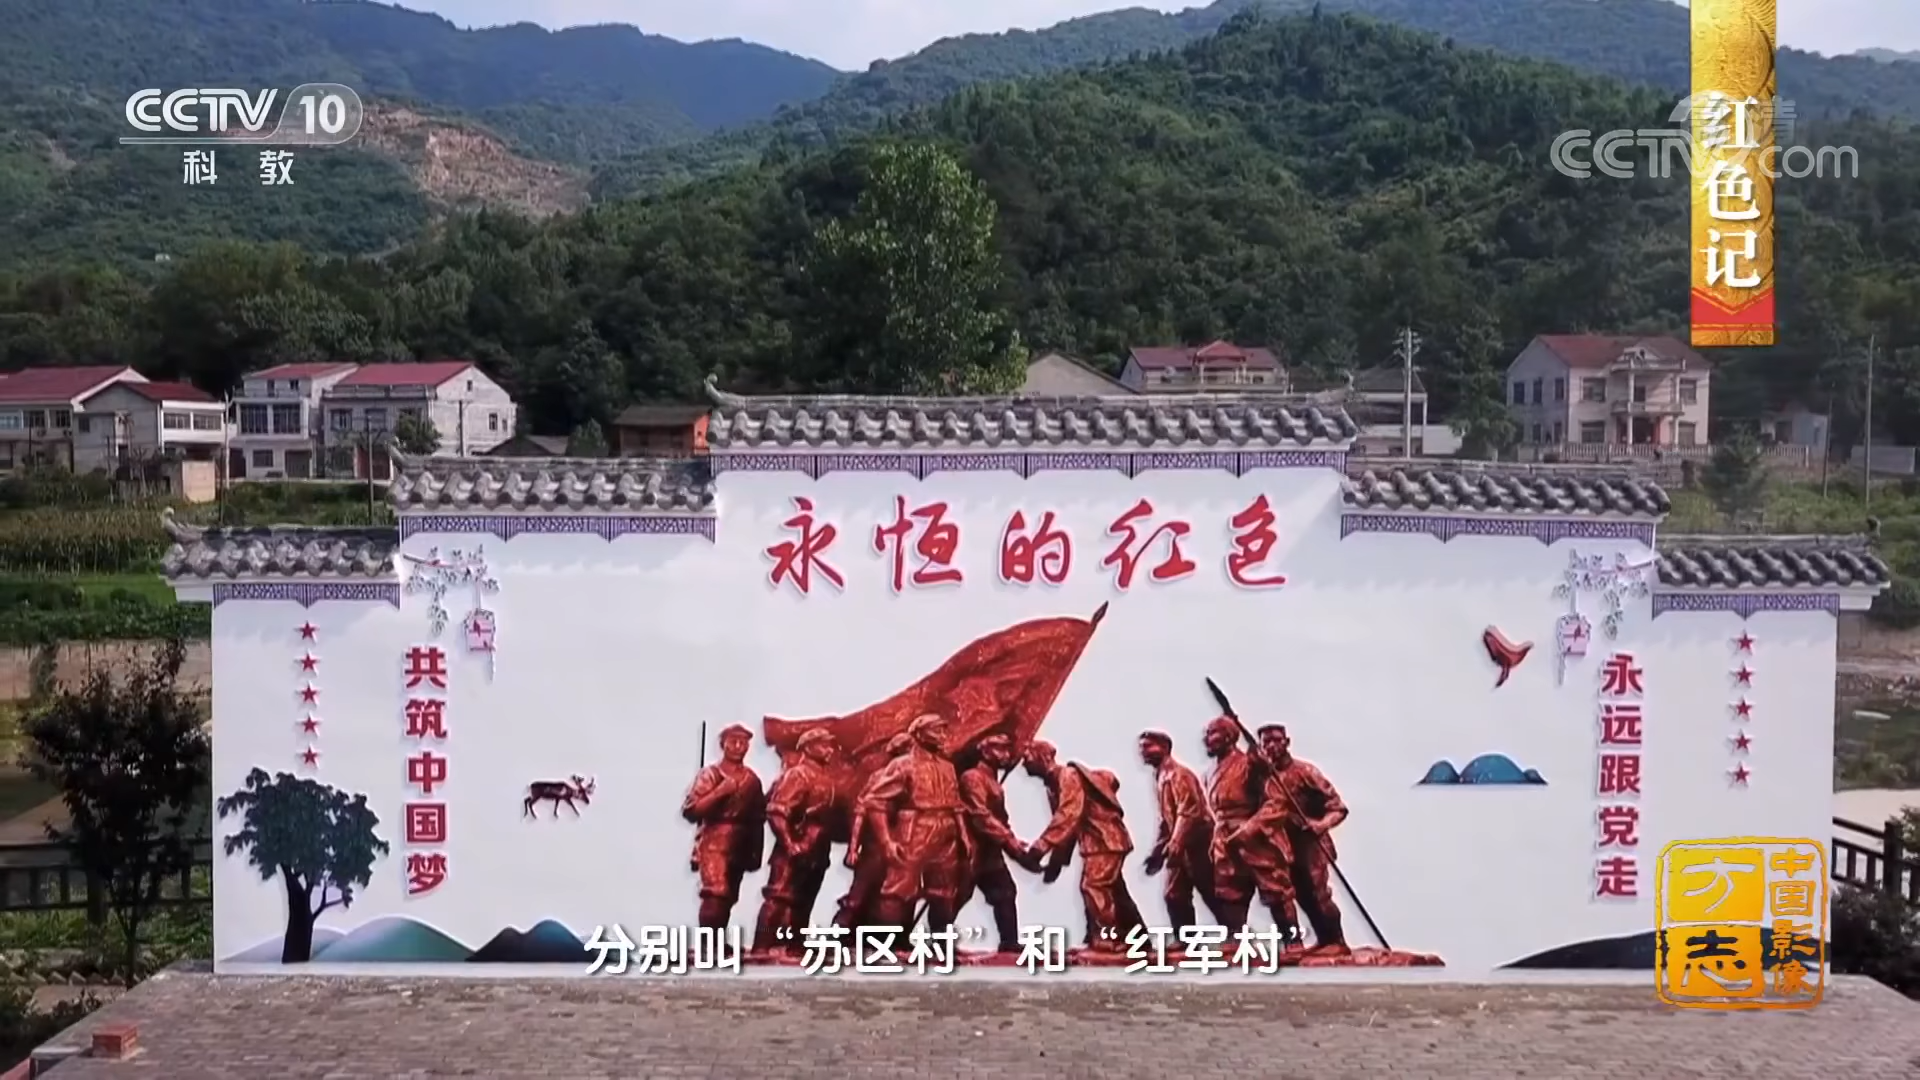 CCTV 10
科 教
高清
CCTV.com
红色记
永恒的红色
共筑中国梦
永远跟党走
分别叫“苏区村”和“红军村”
中国影像
方志